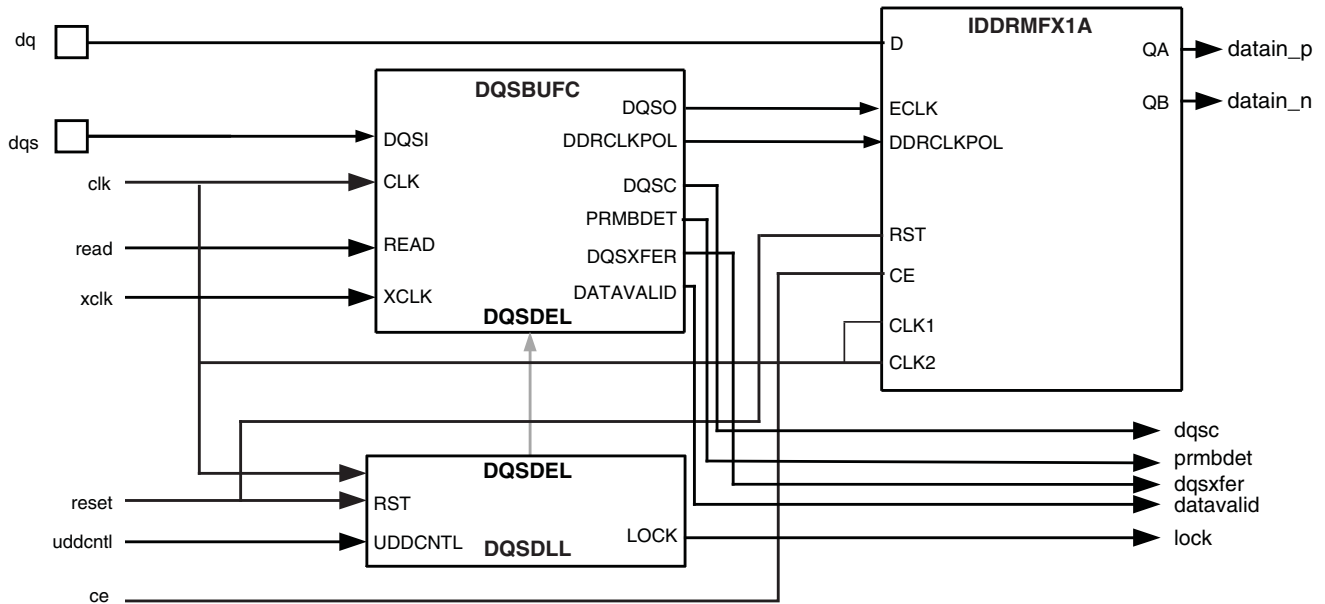 dq
dqs
clk
read
xclk
reset
uddcntl
ce
DQSBUFC
DQSI
CLK
READ
XCLK
DQSO
DDRCLKPOL
DQSC
PRMBDET
DQSXFER
DATAVALID
DQSDEL
DQSDEL
RST
UDDCNTL
LOCK
DQSDLL
IDDRMFX1A
D
ECLK
DDRCLKPOL
RST
CE
CLK1
CLK2
QA
QB
datain_p
datain_n
dqsc
prmbdet
dqsxfer
datavalid
lock